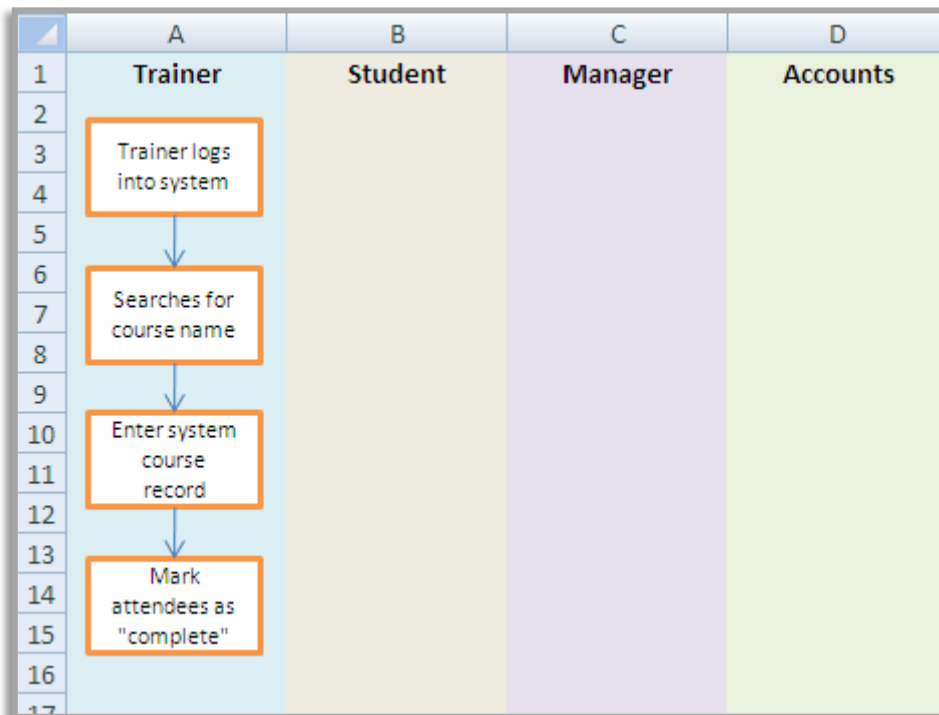 A B C D
1 Trainer Student Manager Accounts
2
3 Trainer logs
into system
4
5
6
Searches for
7
course name
8
9
10 Enter system
course
11
record
12
13
Mark
14
attendees as
15 "complete"
16
17